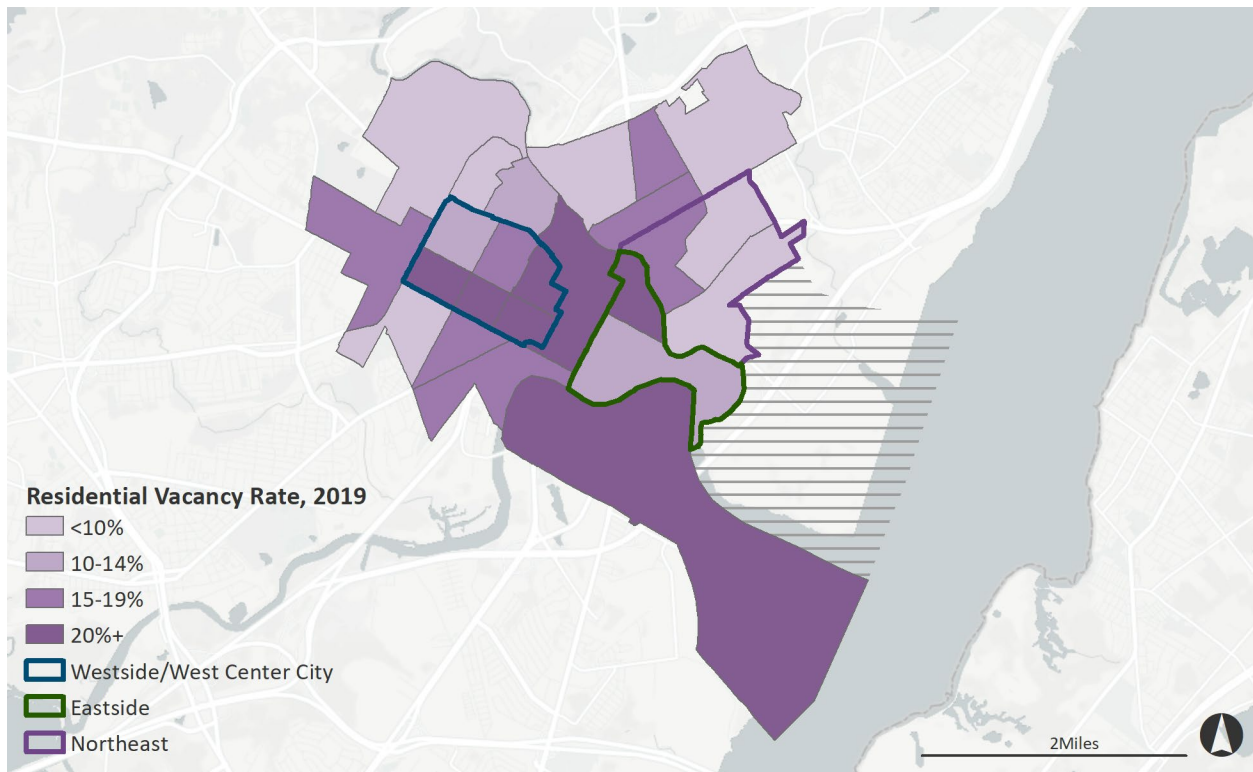 Residential Vacancy Rate, 2019
<10%
10-14%
15-19%
20%+
Westside/West Center City
Eastside
Northeast
2Miles